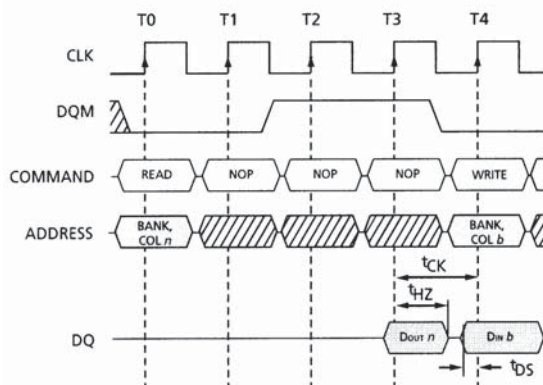 T0 T1 T2 T3 T4
CLK
DQM
COMMAND READ NOP NOP NOP WRITE
ADDRESS BANK, COL n BANK, COL b
tCK
tHZ
DQ DOUT n DIN b
tDS